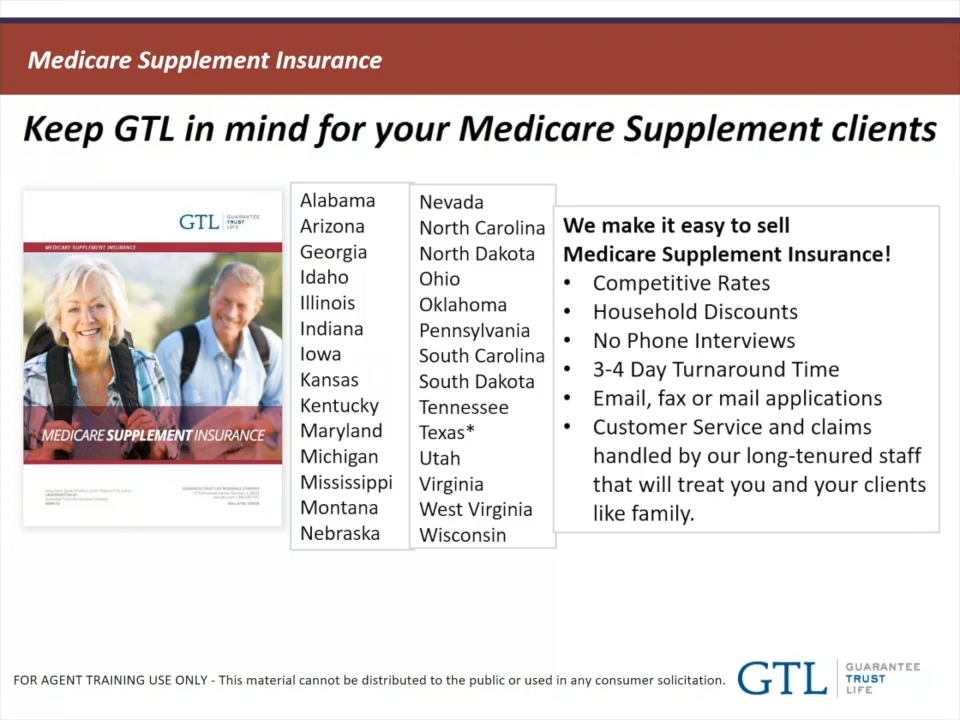 Medicare Supplement Insurance
Keep GTL in mind for your Medicare Supplement clients
GTL GUARANTEE
TRUST
LIFE
MEDICARE SUPPLEMENT INSURANCE
MEDICARE SUPPLEMENT INSURANCE
Alabama
Arizona
Georgia
Idaho
Illinois
Indiana
Iowa
Kansas
Kentucky
Maryland
Michigan
Mississippi
Montana
Nebraska
Nevada
North Carolina
North Dakota
Ohio
Oklahoma
Pennsylvania
South Carolina
South Dakota
Tennessee
Texas*
Utah
Virginia
West Virginia
Wisconsin
We make it easy to sell
Medicare Supplement Insurance!
• Competitive Rates
• Household Discounts
• No Phone Interviews
• 3-4 Day Turnaround Time
• Email, fax or mail applications
• Customer Service and claims
handled by our long-tenured staff
that will treat you and your clients
like family.
FOR AGENT TRAINING USE ONLY - This material cannot be distributed to the public or used in any consumer solicitation.
GTL GUARANTEE
TRUST
LIFE